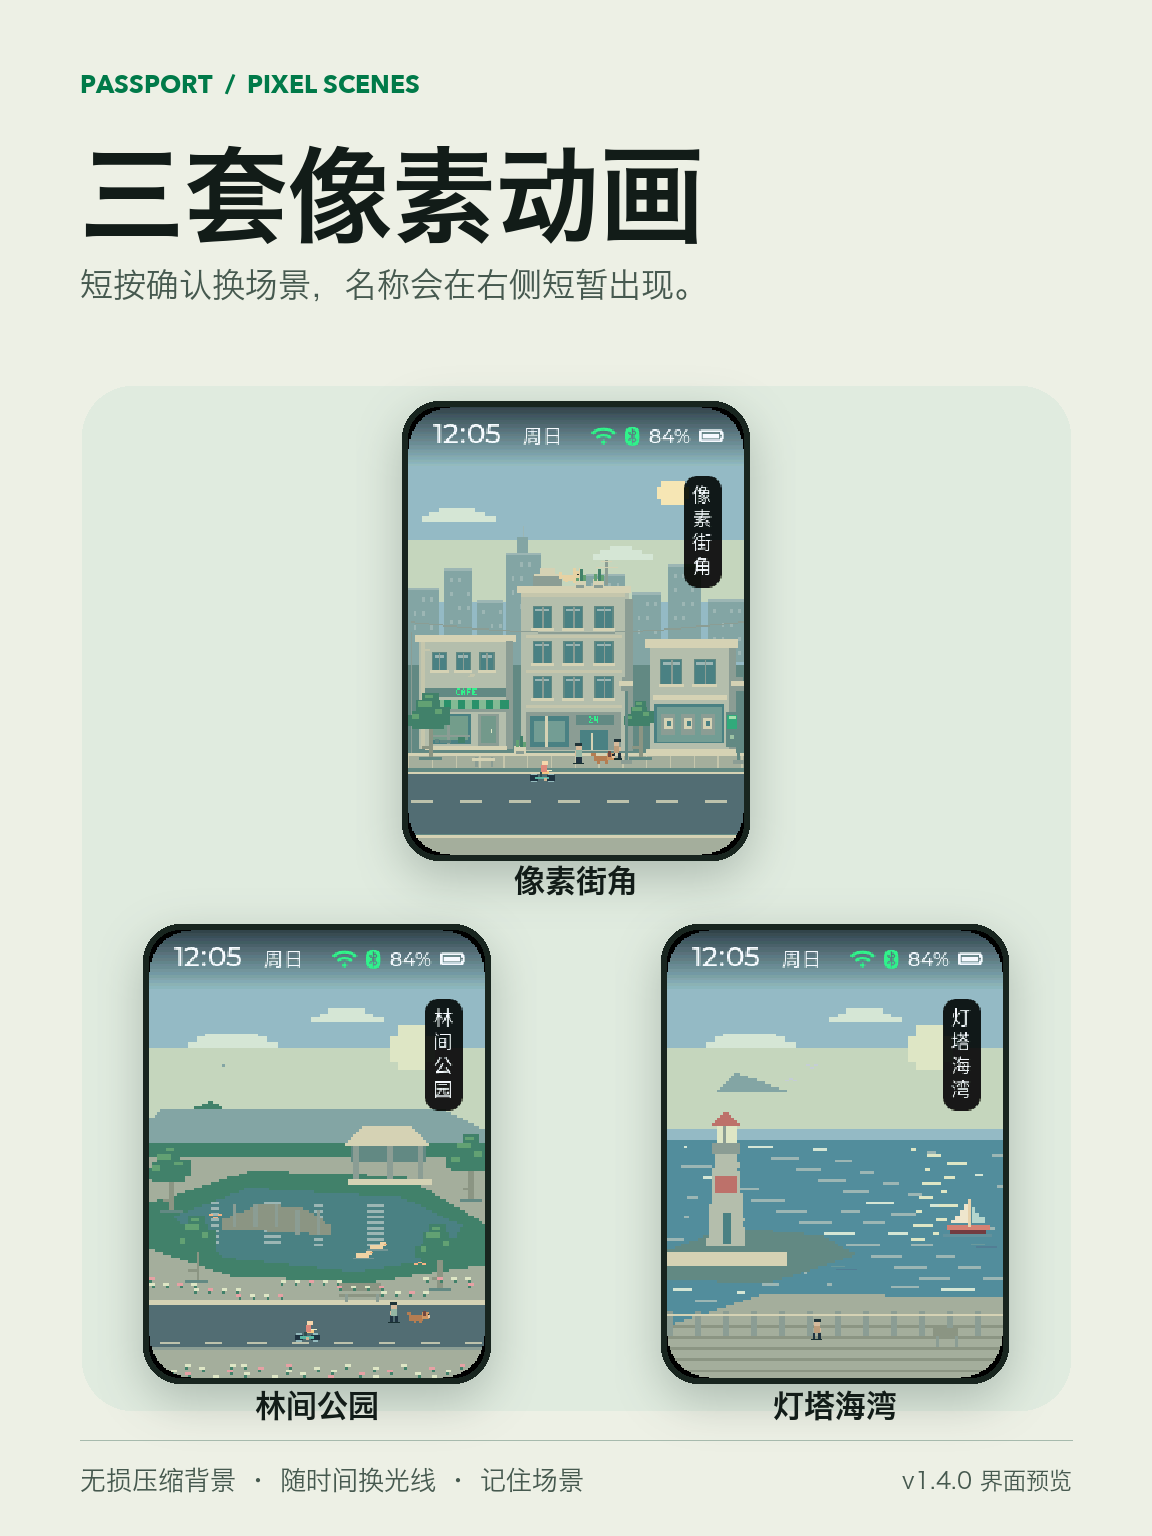 PASSPORT / PIXEL SCENES
三套像素动画
短按确认换场景，名称会在右侧短暂出现。
12:05 周日 84%
像素街角
CAFE
24
像素街角
12:05 周日 84%
林间公园
林间公园
12:05 周日 84%
灯塔海湾
灯塔海湾
无损压缩背景 · 随时间换光线 · 记住场景
v1.4.0 界面预览